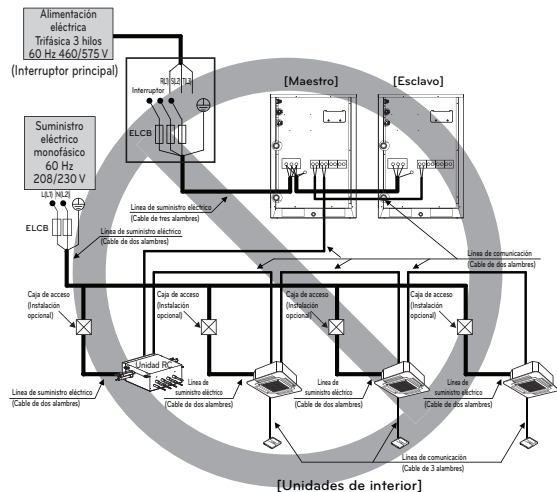 Alimentación
eléctrica
Trifásica 3 hilos
60 Hz 460/575 V
(Interruptor principal)
R(L1) S(L2) T(L3)
Interruptor
ELCB
[Maestro]
[Esclavo]
Suministro
eléctrico
monofásico
60 Hz
208/230 V
L(L1) N(L2)
ELCB
Línea de suministro eléctrico
(Cable de tres alambres)
Línea de suministro eléctrico
(Cable de dos alambres)
Línea de comunicación
(Cable de dos alambres)
Caja de acceso
(Instalación
opcional)
Caja de acceso
(Instalación
opcional)
Caja de acceso
(Instalación
opcional)
Caja de acceso
(Instalación
opcional)
Unidad RC
Línea de suministro eléctrico
(Cable de dos alambres)
Línea de
suministro eléctrico
(Cable de dos alambres)
Línea de
suministro eléctrico
(Cable de dos alambres)
Línea de
suministro eléctrico
(Cable de dos alambres)
Línea de comunicación
(Cable de 3 alambres)
[Unidades de interior]